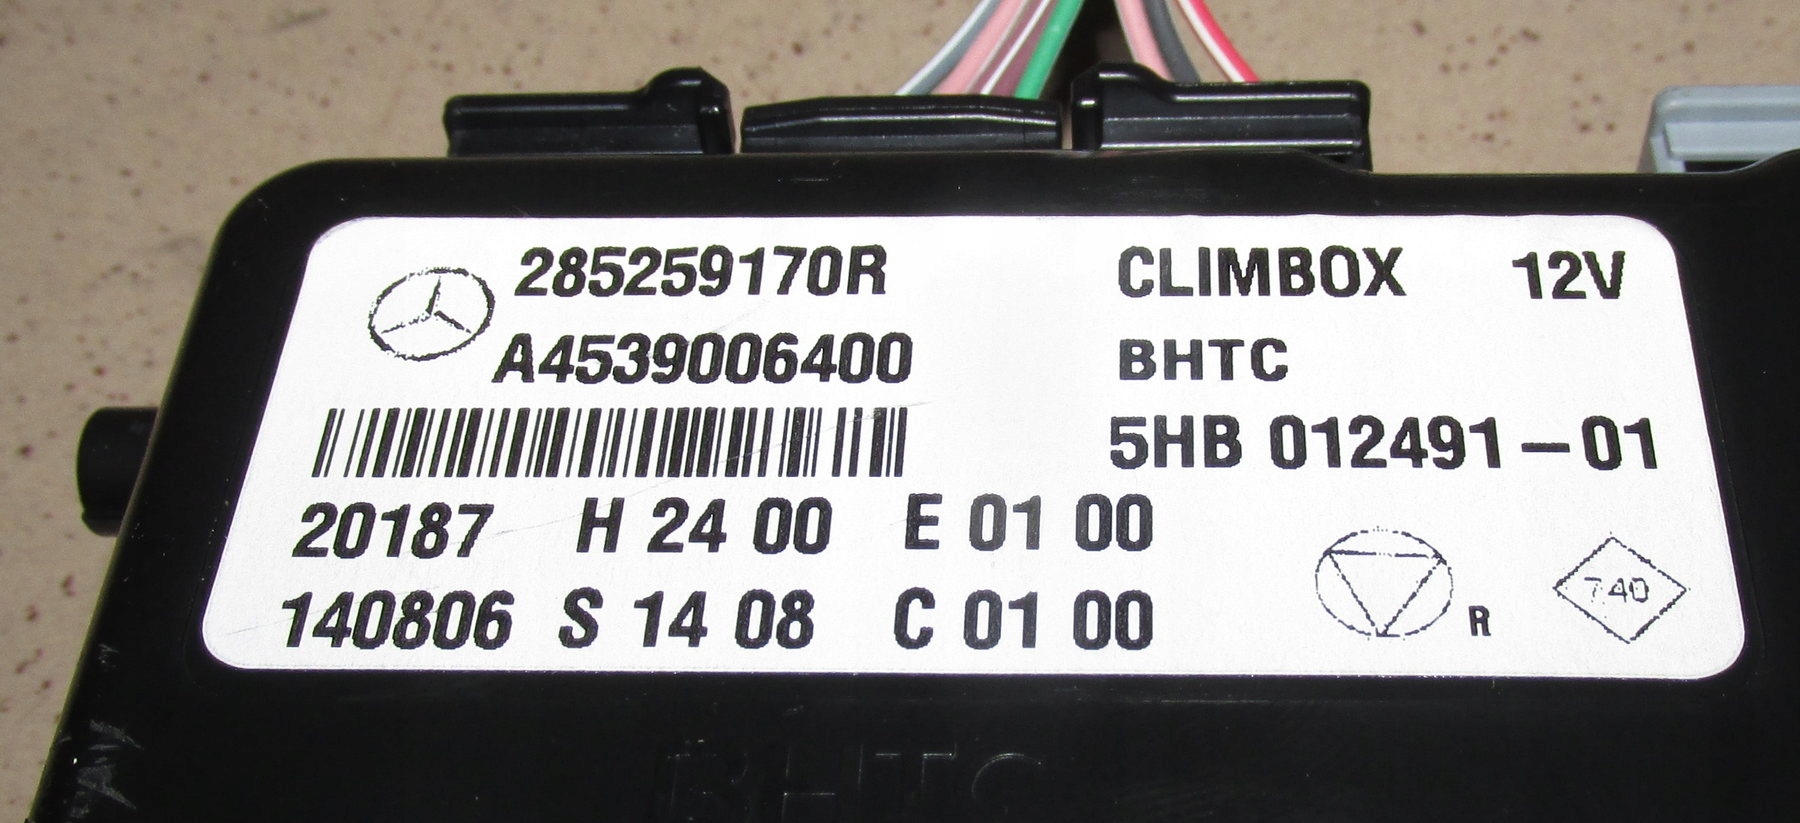 285259170R CLIMBOX 12V
A4539006400 BHTC
5HB 012491-01
20187 H 24 00 E 01 00
140806 S 14 08 C 01 00
R 740
BHTC